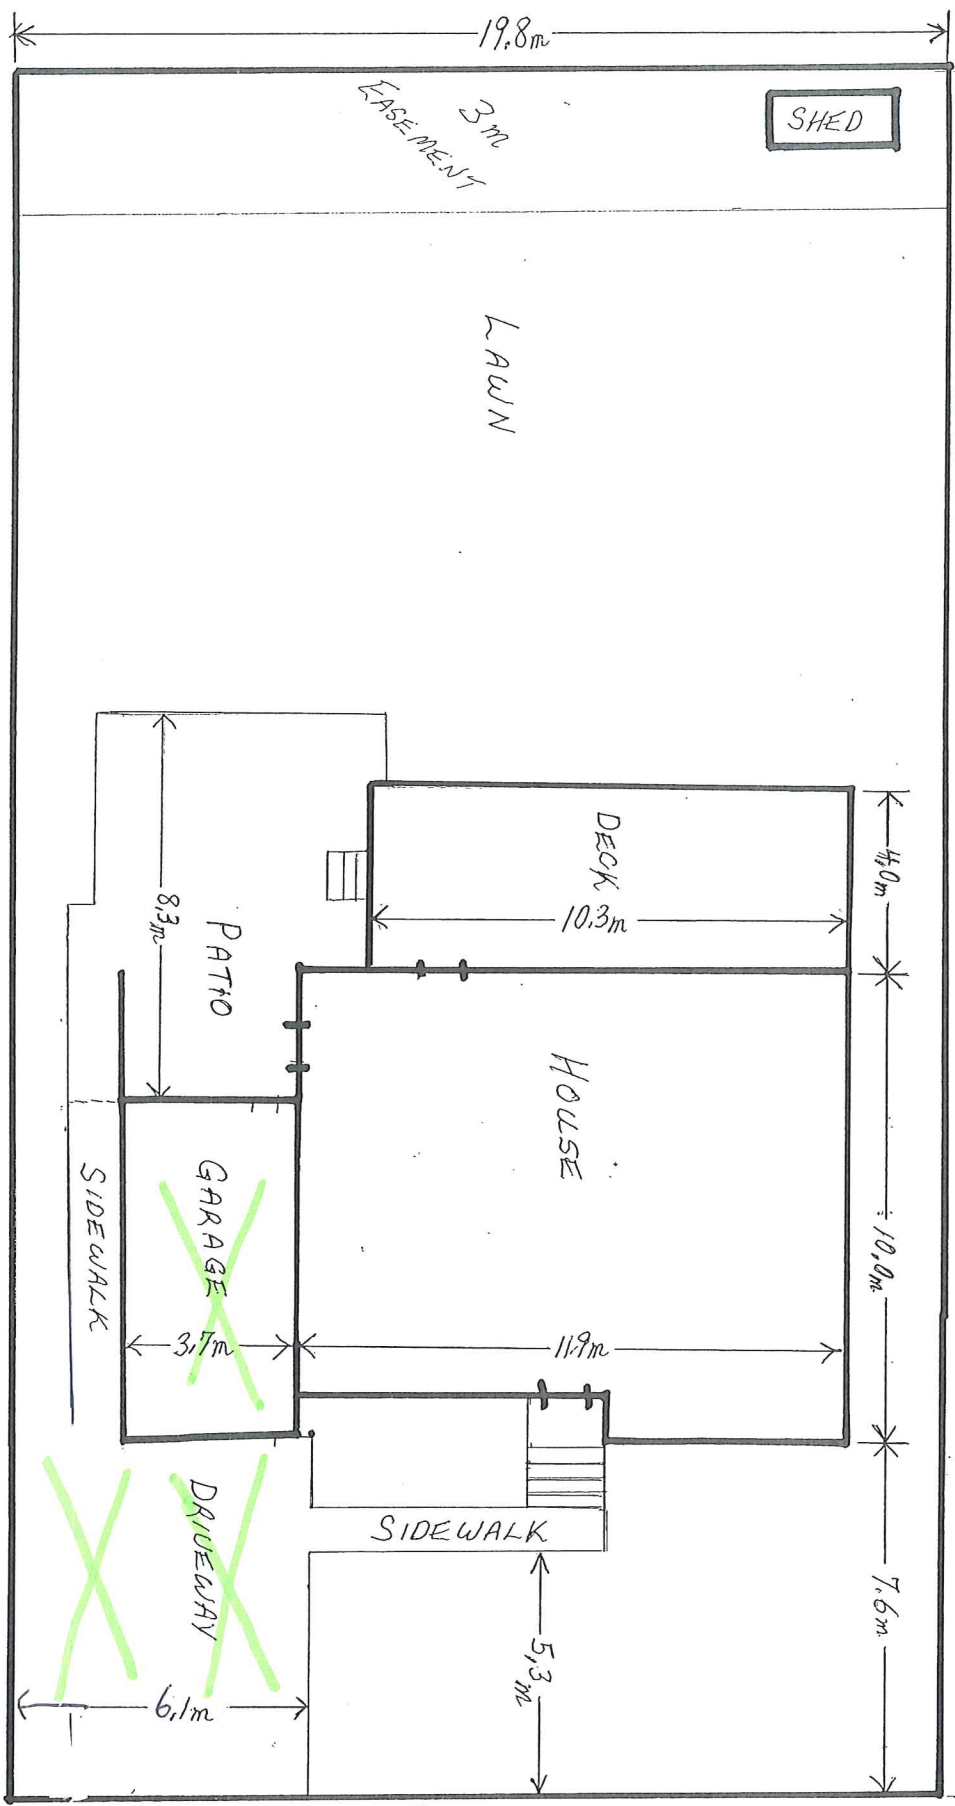 19.8m
3m
EASEMENT
SHED
LAWN
4.0m
DECK
10.3m
8.3m
PATIO
HOUSE
10.0m
GARAGE
SIDEWALK
3.7m
11.9m
DRIVEWAY
SIDEWALK
7.6m
5.3m
6.1m